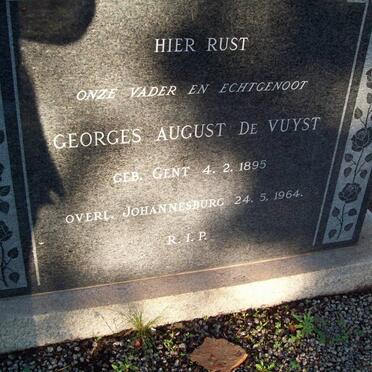 HIER RUST
ONZE VADER EN ECHTGENOOT
GEORGES AUGUST DE VUYST
GEB. GENT 4. 2. 1895
OVERL. JOHANNESBURG 24. 5. 1964.
R. I. P.